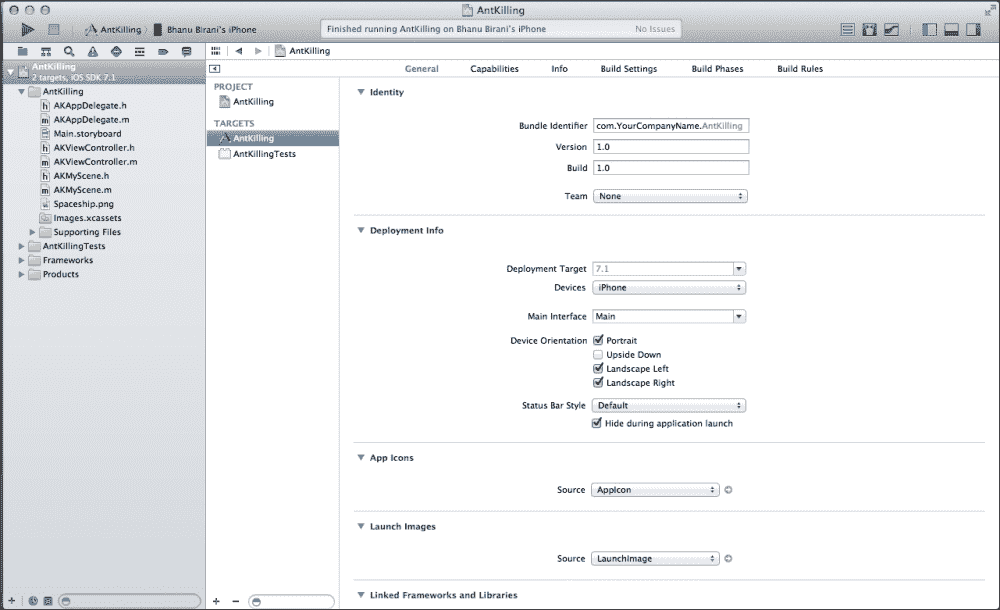 AntKilling
AntKilling
Bhanu Birani's iPhone
Finished running AntKilling on Bhanu Birani's iPhone
No Issues
AntKilling
2 targets, iOS SDK 7.1
AntKilling
AKAppDelegate.h
AKAppDelegate.m
Main.storyboard
AKViewController.h
AKViewController.m
AKMyScene.h
AKMyScene.m
Spaceship.png
Images.xcassets
Supporting Files
AntKillingTests
Frameworks
Products
AntKilling
General
Capabilities
Info
Build Settings
Build Phases
Build Rules
PROJECT
AntKilling
TARGETS
AntKilling
AntKillingTests
Identity
Bundle Identifier com.YourCompanyName.AntKilling
Version 1.0
Build 1.0
Team None
Deployment Info
Deployment Target 7.1
Devices iPhone
Main Interface Main
Device Orientation Portrait
Upside Down
Landscape Left
Landscape Right
Status Bar Style Default
Hide during application launch
App Icons
Source AppIcon
Launch Images
Source LaunchImage
Linked Frameworks and Libraries